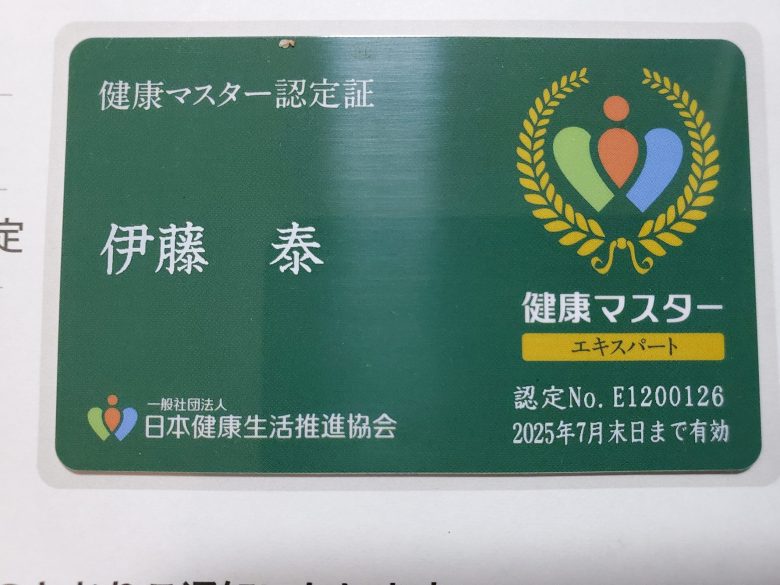 健康マスター認定証
伊藤 泰
健康マスター
エキスパート
認定No. E1200126
2025年7月末日まで有効
一般社団法人
日本健康生活推進協会
定